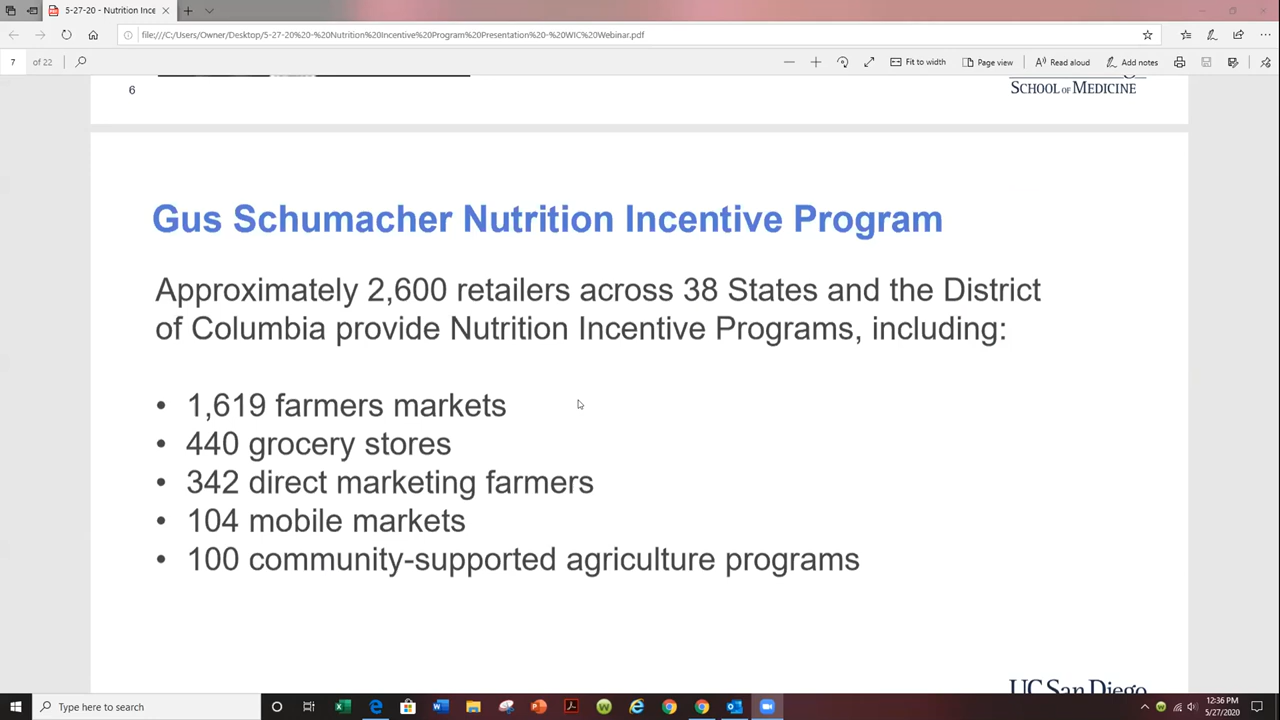 5-27-20 - Nutrition Ince
file:///C:/Users/Owner/Desktop/5-27-20%20-%20Nutrition%20Incentive%20Program%20Presentation%20-%20WIC%20Webinar.pdf
7 of 22
Fit to width
Page view
Read aloud
Add notes
6
SCHOOL OF MEDICINE
Gus Schumacher Nutrition Incentive Program
Approximately 2,600 retailers across 38 States and the District
of Columbia provide Nutrition Incentive Programs, including:
• 1,619 farmers markets
• 440 grocery stores
• 342 direct marketing farmers
• 104 mobile markets
• 100 community-supported agriculture programs
UC San Diego
Type here to search
12:36 PM
5/27/2020